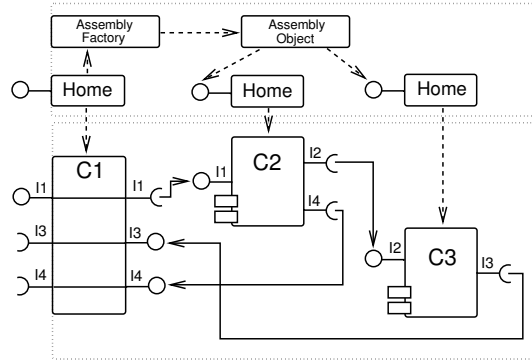 Assembly
Factory
Assembly
Object
Home
Home
Home
C1
C2
C3
I1
I1
I1
I2
I4
I3
I3
I4
I4
I2
I3